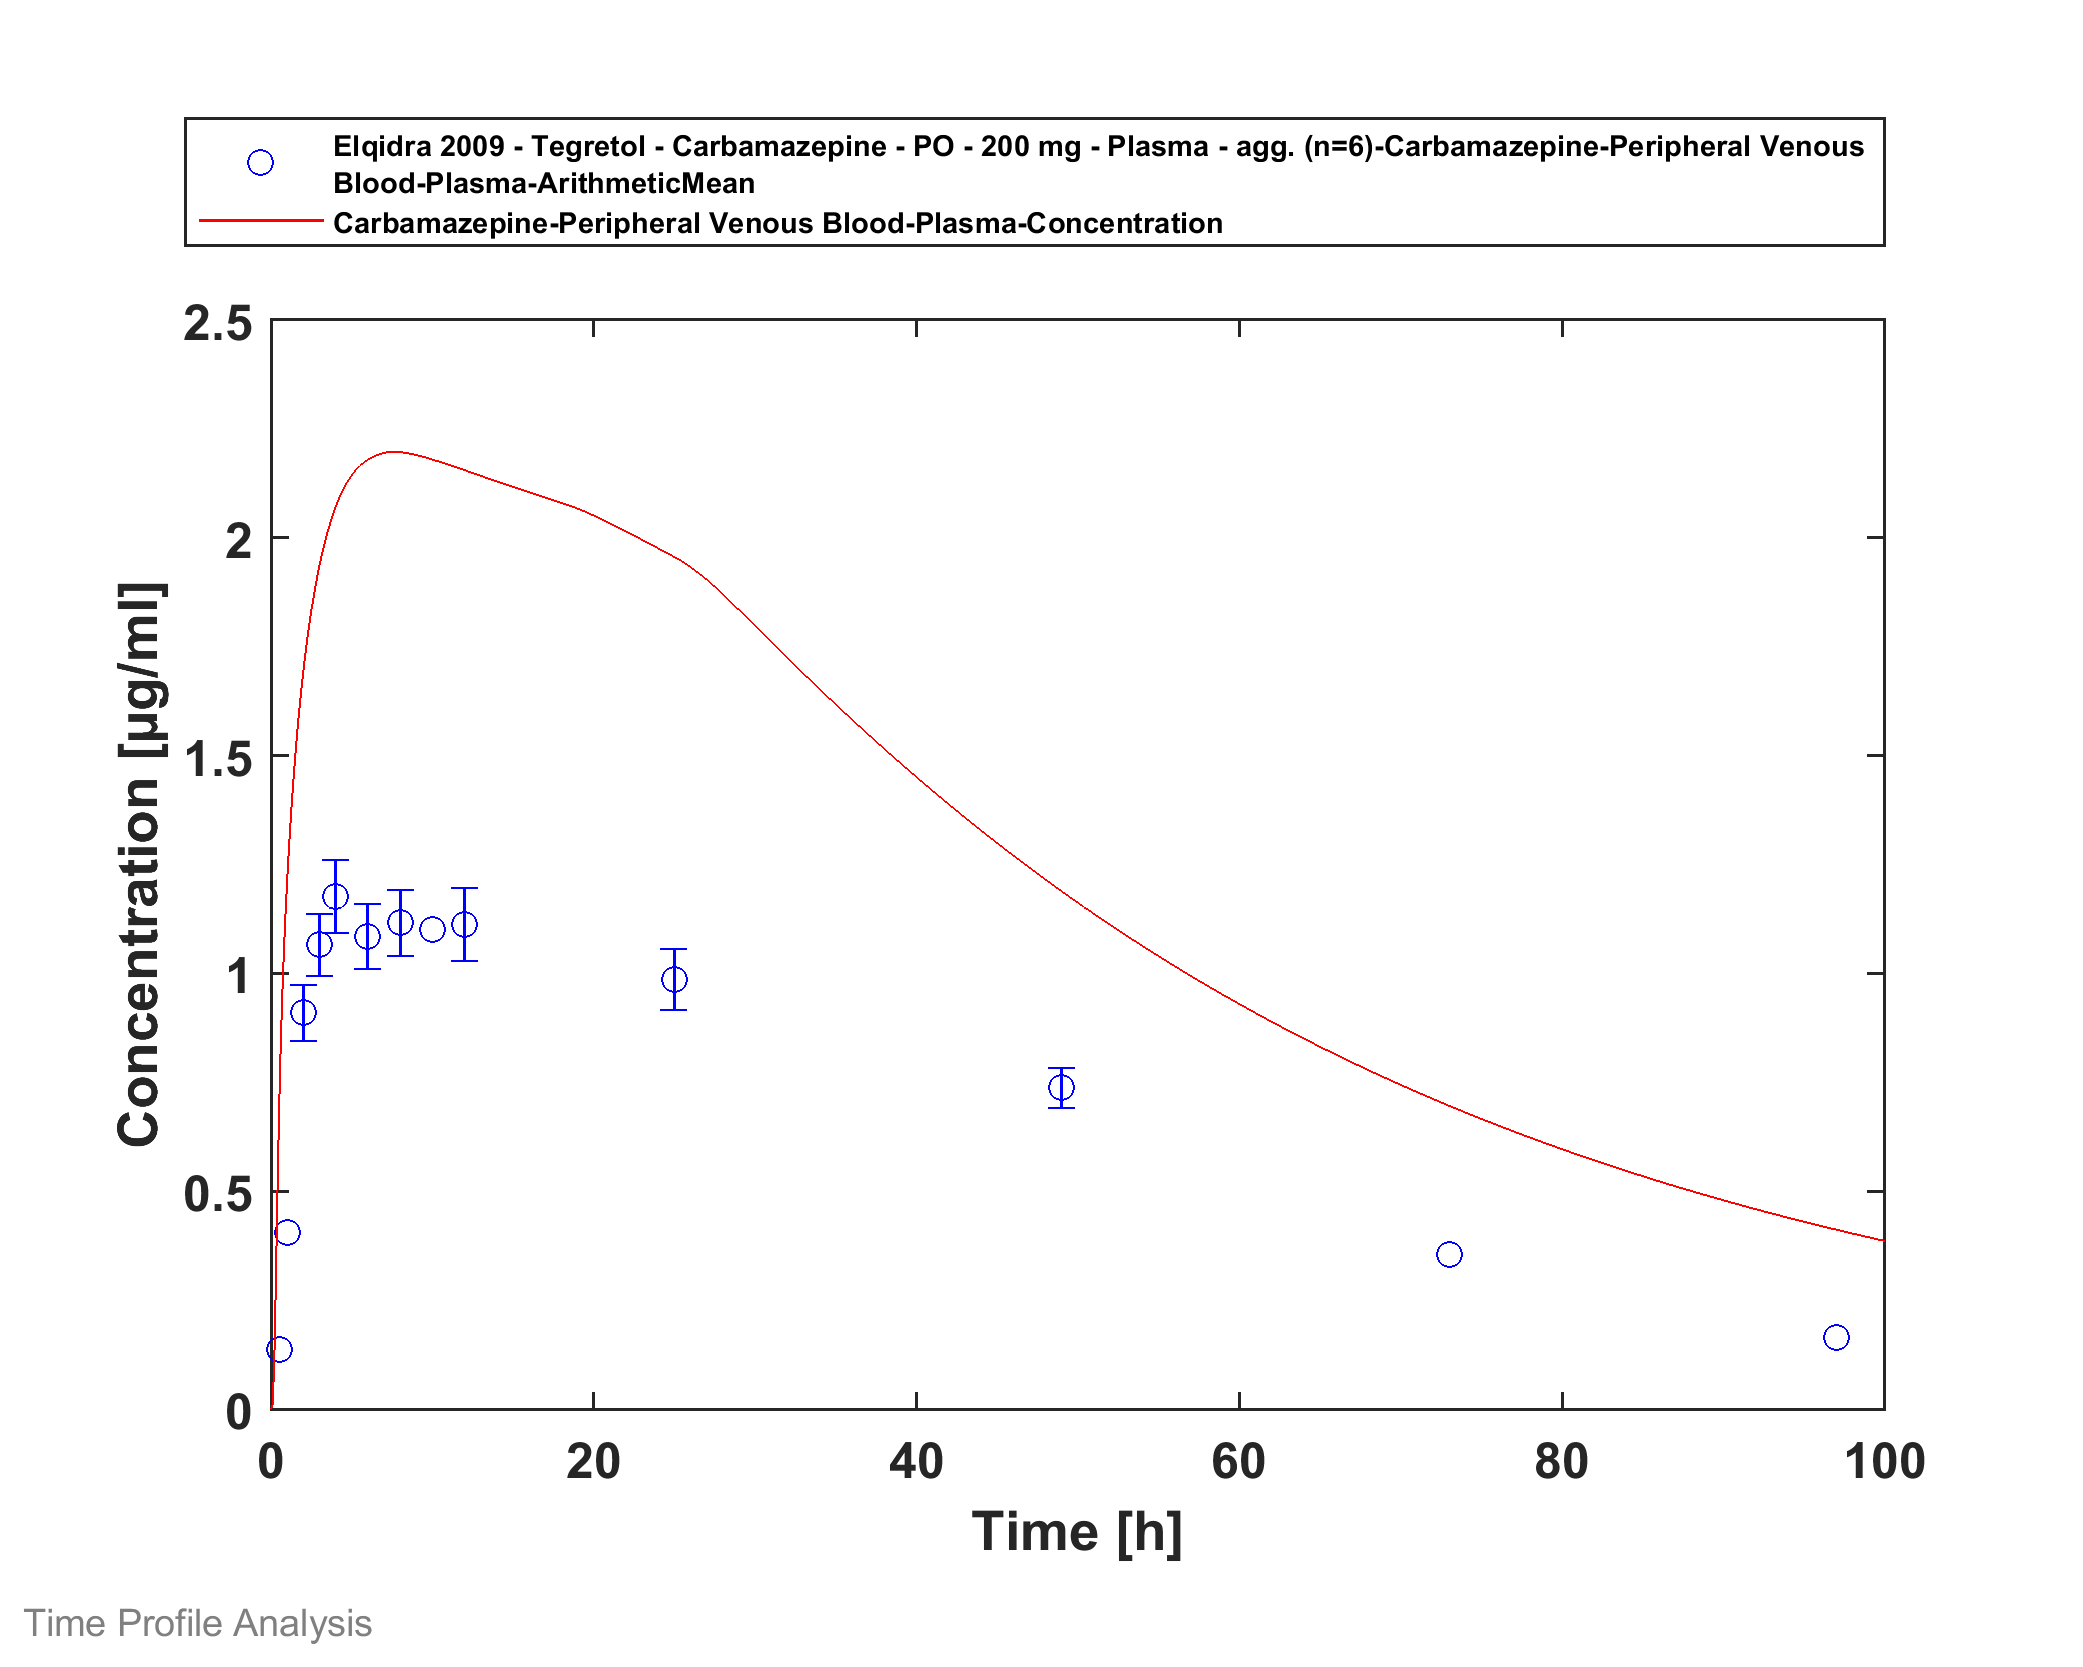 Elqidra 2009 - Tegretol - Carbamazepine - PO - 200 mg - Plasma - agg. (n=6)-Carbamazepine-Peripheral Venous
Blood-Plasma-ArithmeticMean
Carbamazepine-Peripheral Venous Blood-Plasma-Concentration
2.5
2
1.5
1
0.5
0
Concentration [µg/ml]
0 20 40 60 80 100
Time [h]
Time Profile Analysis